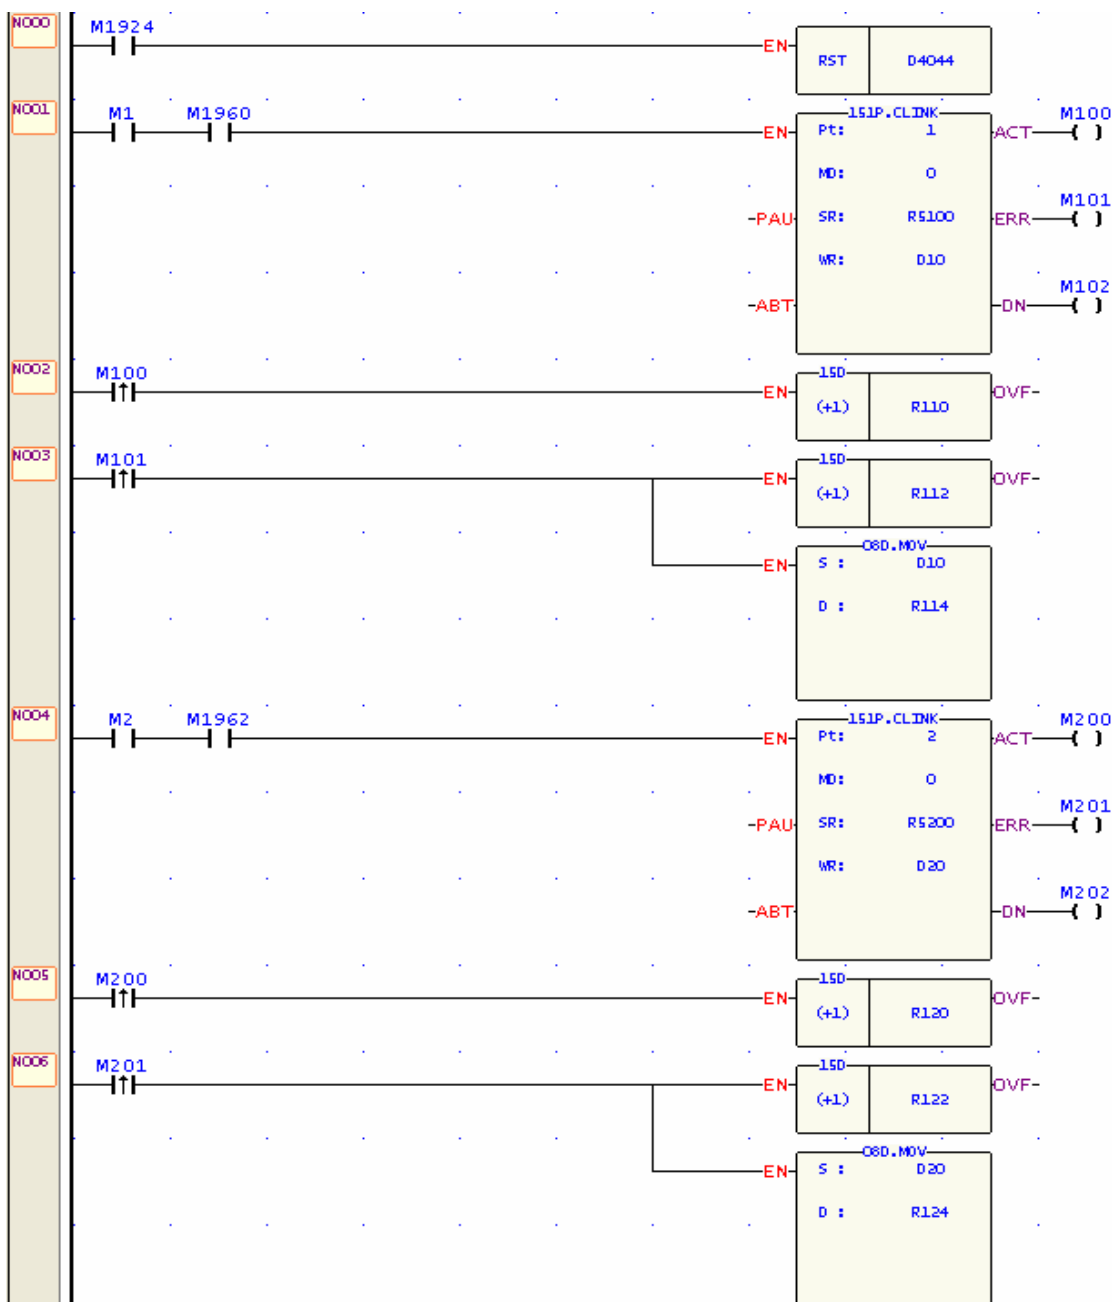 N000
M1924
EN
RST D4044
N001
M1 M1960
EN
151P.CLINK
Pt: 1
ACT
M100
MD: 0
M101
PAU
SR: R5100
ERR
WR: D10
M102
ABT
DN
N002
M100
EN
15D
(+1) R110
OVF
N003
M101
EN
15D
(+1) R112
OVF
EN
08D.MOV
S : D10
D : R114
N004
M2 M1962
EN
151P.CLINK
Pt: 2
ACT
M200
MD: 0
M201
PAU
SR: R5200
ERR
WR: D20
M202
ABT
DN
N005
M200
EN
15D
(+1) R120
OVF
N006
M201
EN
15D
(+1) R122
OVF
EN
08D.MOV
S : D20
D : R124